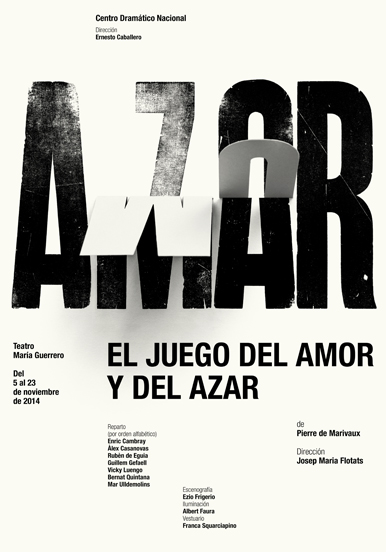 Centro Dramático Nacional
Dirección
Ernesto Caballero
AZAR
EL JUEGO DEL AMOR
Y DEL AZAR
Teatro
María Guerrero
Del
5 al 23
de noviembre
de 2014
Reparto
(por orden alfabético)
Enric Cambray
Àlex Casanovas
Rubén de Eguia
Guillem Gefaell
Vicky Luengo
Bernat Quintana
Mar Ulldemolins
Escenografía
Ezio Frigerio
Iluminación
Albert Faura
Vestuario
Franca Squarciapino
de
Pierre de Marivaux
Dirección
Josep Maria Flotats